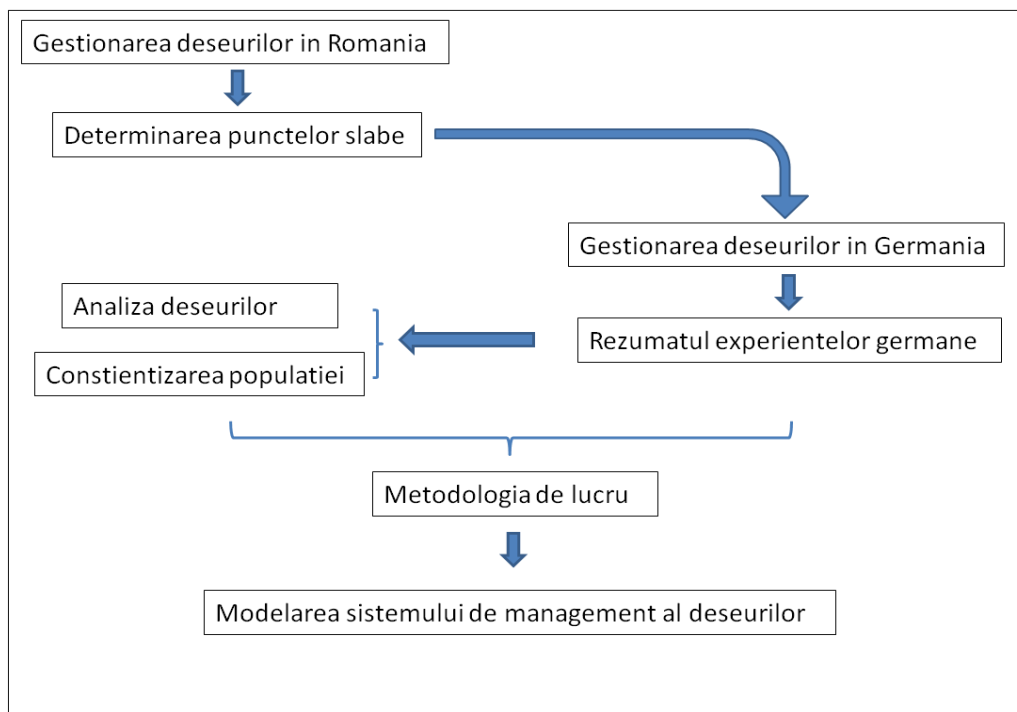 Gestionarea deseurilor in Romania
Determinarea punctelor slabe
Gestionarea deseurilor in Germania
Analiza deseurilor
Rezumatul experientelor germane
Constientizarea populatiei
Metodologia de lucru
Modelarea sistemului de management al deseurilor